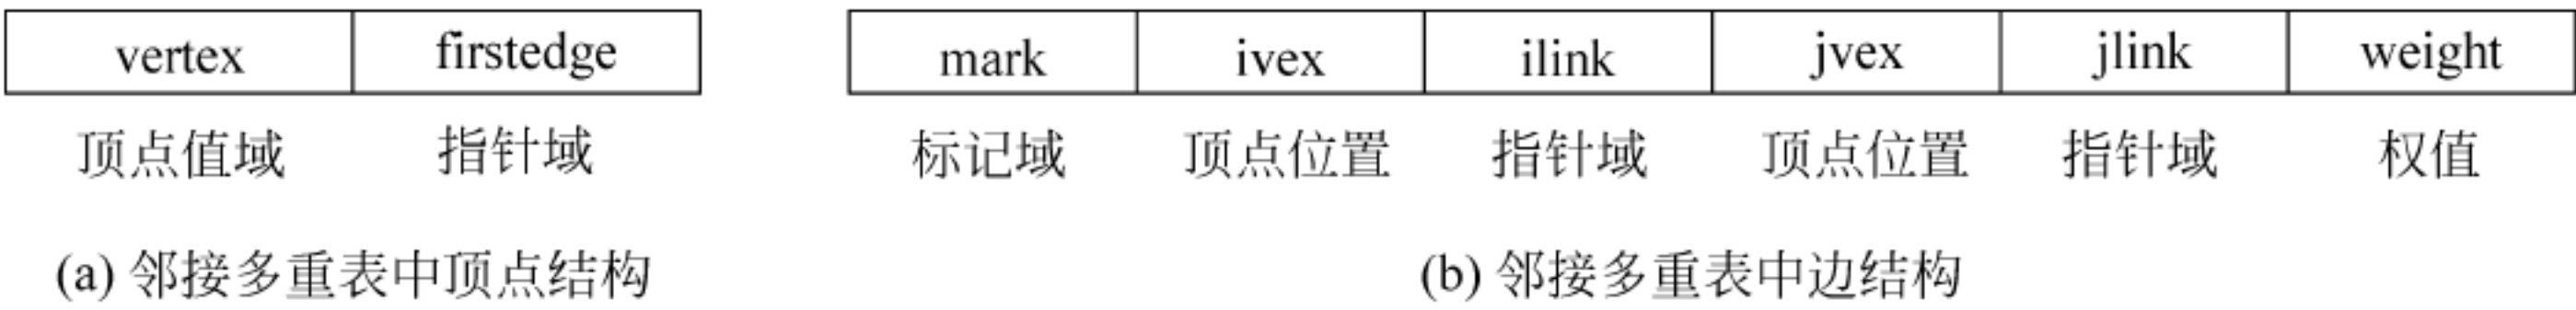 vertex firstedge mark ivex ilink jvex jlink weight
顶点值域 指针域 标记域 顶点位置 指针域 顶点位置 指针域 权值
(a) 邻接多重表中顶点结构 (b) 邻接多重表中边结构